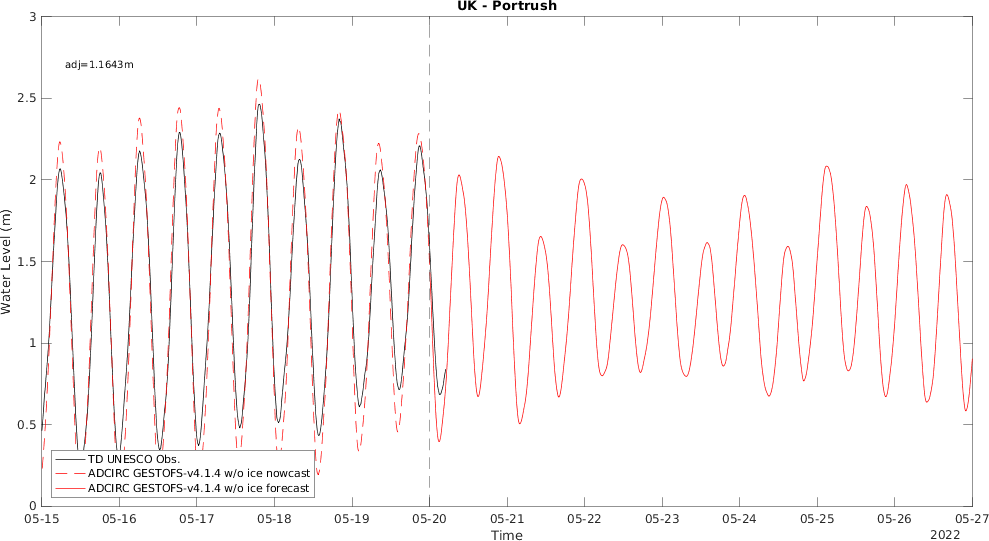 UK - Portrush
adj=1.1643m
Water Level (m)
3
2.5
2
1.5
1
0.5
0
TD UNESCO Obs.
ADCIRC GESTOFS-v4.1.4 w/o ice nowcast
ADCIRC GESTOFS-v4.1.4 w/o ice forecast
05-15 05-16 05-17 05-18 05-19 05-20 05-21 05-22 05-23 05-24 05-25 05-26 05-27
Time
2022